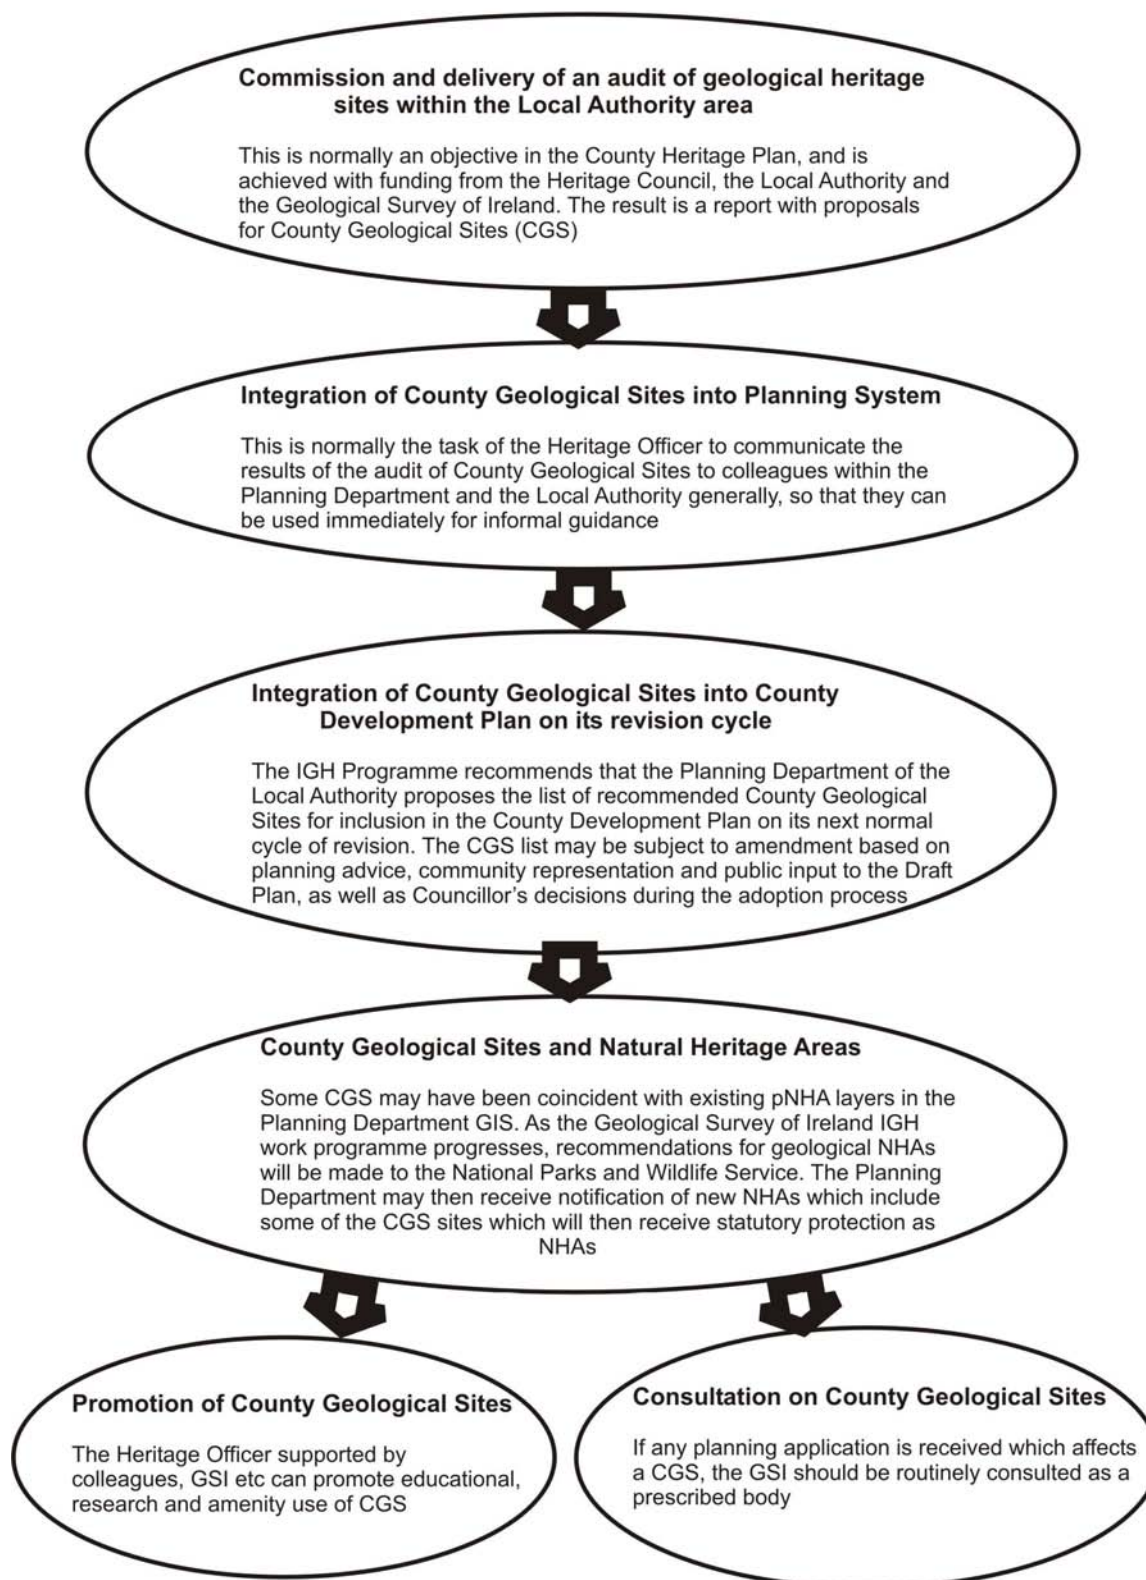 Commission and delivery of an audit of geological heritage
sites within the Local Authority area
This is normally an objective in the County Heritage Plan, and is
achieved with funding from the Heritage Council, the Local Authority and
the Geological Survey of Ireland. The result is a report with proposals
for County Geological Sites (CGS)
Integration of County Geological Sites into Planning System
This is normally the task of the Heritage Officer to communicate the
results of the audit of County Geological Sites to colleagues within the
Planning Department and the Local Authority generally, so that they can
be used immediately for informal guidance
Integration of County Geological Sites into County
Development Plan on its revision cycle
The IGH Programme recommends that the Planning Department of the
Local Authority proposes the list of recommended County Geological
Sites for inclusion in the County Development Plan on its next normal
cycle of revision. The CGS list may be subject to amendment based on
planning advice, community representation and public input to the Draft
Plan, as well as Councillor's decisions during the adoption process
County Geological Sites and Natural Heritage Areas
Some CGS may have been coincident with existing pNHA layers in the
Planning Department GIS. As the Geological Survey of Ireland IGH
work programme progresses, recommendations for geological NHAs
will be made to the National Parks and Wildlife Service. The Planning
Department may then receive notification of new NHAs which include
some of the CGS sites which will then receive statutory protection as
NHAs
Promotion of County Geological Sites
The Heritage Officer supported by
colleagues, GSI etc can promote educational,
research and amenity use of CGS
Consultation on County Geological Sites
If any planning application is received which affects
a CGS, the GSI should be routinely consulted as a
prescribed body